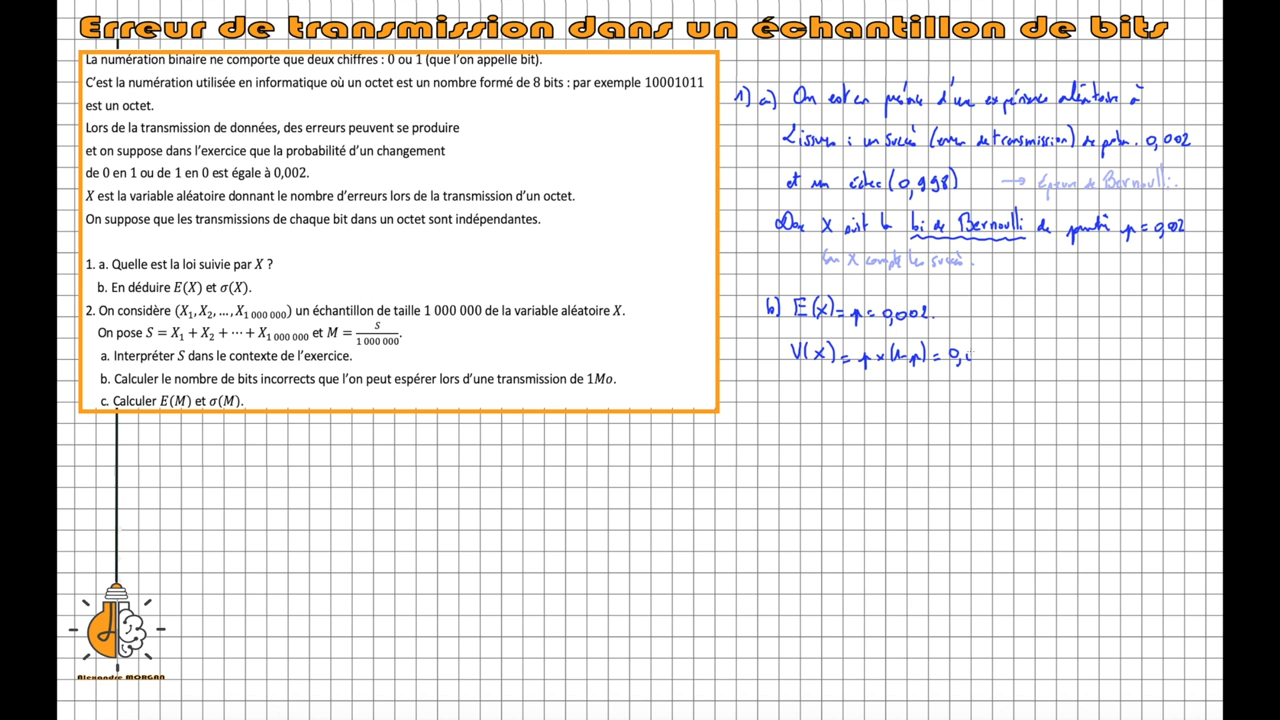 Erreur de transmission dans un échantillon de bits
La numération binaire ne comporte que deux chiffres : 0 ou 1 (que l'on appelle bit).
C'est la numération utilisée en informatique où un octet est un nombre formé de 8 bits : par exemple 10001011
est un octet.
Lors de la transmission de données, des erreurs peuvent se produire
et on suppose dans l'exercice que la probabilité d'un changement
de 0 en 1 ou de 1 en 0 est égale à 0,002.
X est la variable aléatoire donnant le nombre d'erreurs lors de la transmission d'un octet.
On suppose que les transmissions de chaque bit dans un octet sont indépendantes.
1. a. Quelle est la loi suivie par X ?
b. En déduire E(X) et σ(X).
2. On considère (X₁, X₂, ..., X₁ ₀₀₀ ₀₀₀) un échantillon de taille 1 000 000 de la variable aléatoire X.
On pose S = X₁ + X₂ + ⋯ + X₁ ₀₀₀ ₀₀₀ et M = S / 1 000 000.
a. Interpréter S dans le contexte de l'exercice.
b. Calculer le nombre de bits incorrects que l'on peut espérer lors d'une transmission de 1Mo.
c. Calculer E(M) et σ(M).
1) a) On est en présence d'une expérience aléatoire à
2 issues : un succès (erreur de transmission) de proba. 0,002
et un échec (0,998) → épreuve de Bernoulli.
Donc X suit la loi de Bernoulli de paramètre p = 0,002
car X compte les succès.
b) E(X) = p = 0,002.
V(X) = p × (1-p) = 0,
Alexandre MORGAN